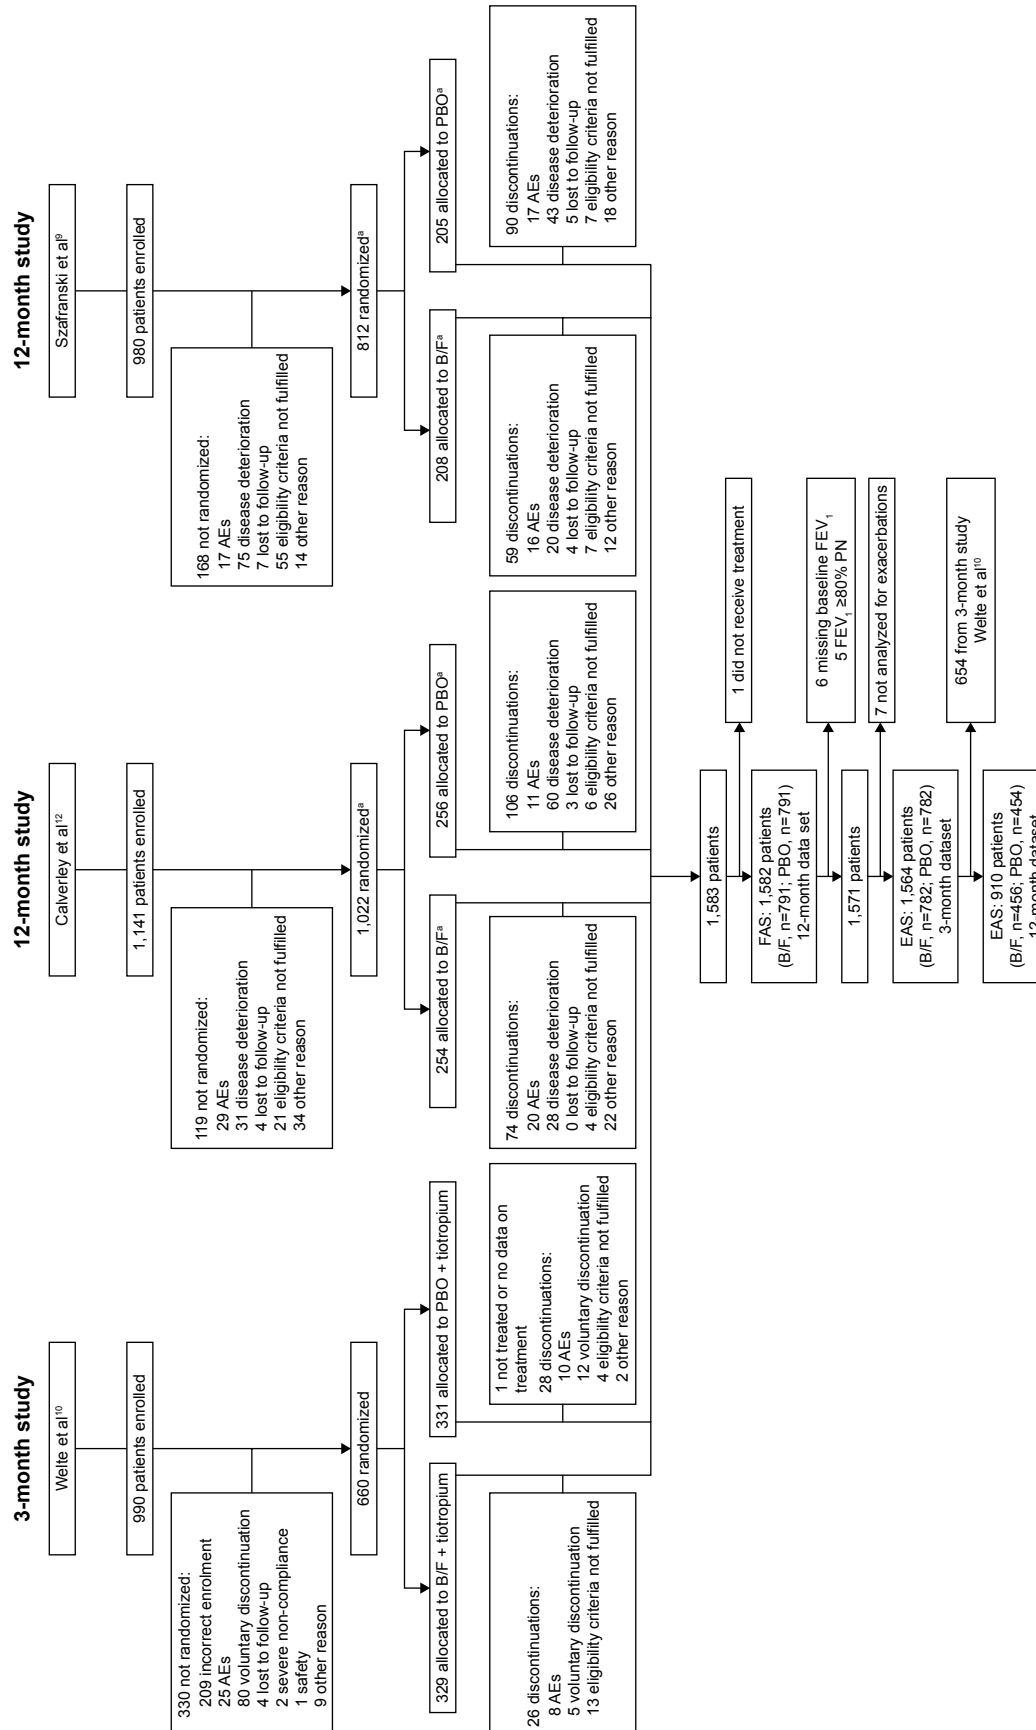 3-month study
Welte et al¹⁰
990 patients enrolled
330 not randomized:
209 incorrect enrolment
25 AEs
80 voluntary discontinuation
4 lost to follow-up
2 severe non-compliance
1 safety
9 other reason
660 randomized
329 allocated to B/F + tiotropium
331 allocated to PBO + tiotropium
26 discontinuations:
8 AEs
5 voluntary discontinuation
13 eligibility criteria not fulfilled
1 not treated or no data on
treatment
28 discontinuations:
10 AEs
12 voluntary discontinuation
4 eligibility criteria not fulfilled
2 other reason
12-month study
Calverley et al¹²
1,141 patients enrolled
119 not randomized:
29 AEs
31 disease deterioration
4 lost to follow-up
21 eligibility criteria not fulfilled
34 other reason
1,022 randomizedᵃ
254 allocated to B/Fᵃ
256 allocated to PBOᵃ
74 discontinuations:
20 AEs
28 disease deterioration
0 lost to follow-up
4 eligibility criteria not fulfilled
22 other reason
106 discontinuations:
11 AEs
60 disease deterioration
3 lost to follow-up
6 eligibility criteria not fulfilled
26 other reason
12-month study
Szafranski et al⁹
980 patients enrolled
168 not randomized:
17 AEs
75 disease deterioration
7 lost to follow-up
55 eligibility criteria not fulfilled
14 other reason
812 randomizedᵃ
208 allocated to B/Fᵃ
205 allocated to PBOᵃ
59 discontinuations:
16 AEs
20 disease deterioration
4 lost to follow-up
7 eligibility criteria not fulfilled
12 other reason
90 discontinuations:
17 AEs
43 disease deterioration
5 lost to follow-up
7 eligibility criteria not fulfilled
18 other reason
1,583 patients
1 did not receive treatment
FAS: 1,582 patients
(B/F, n=791; PBO, n=791)
12-month data set
6 missing baseline FEV₁
5 FEV₁ ≥80% PN
1,571 patients
7 not analyzed for exacerbations
EAS: 1,564 patients
(B/F, n=782; PBO, n=782)
3-month dataset
654 from 3-month study
Welte et al¹⁰
EAS: 910 patients
(B/F, n=456; PBO, n=454)
12-month dataset